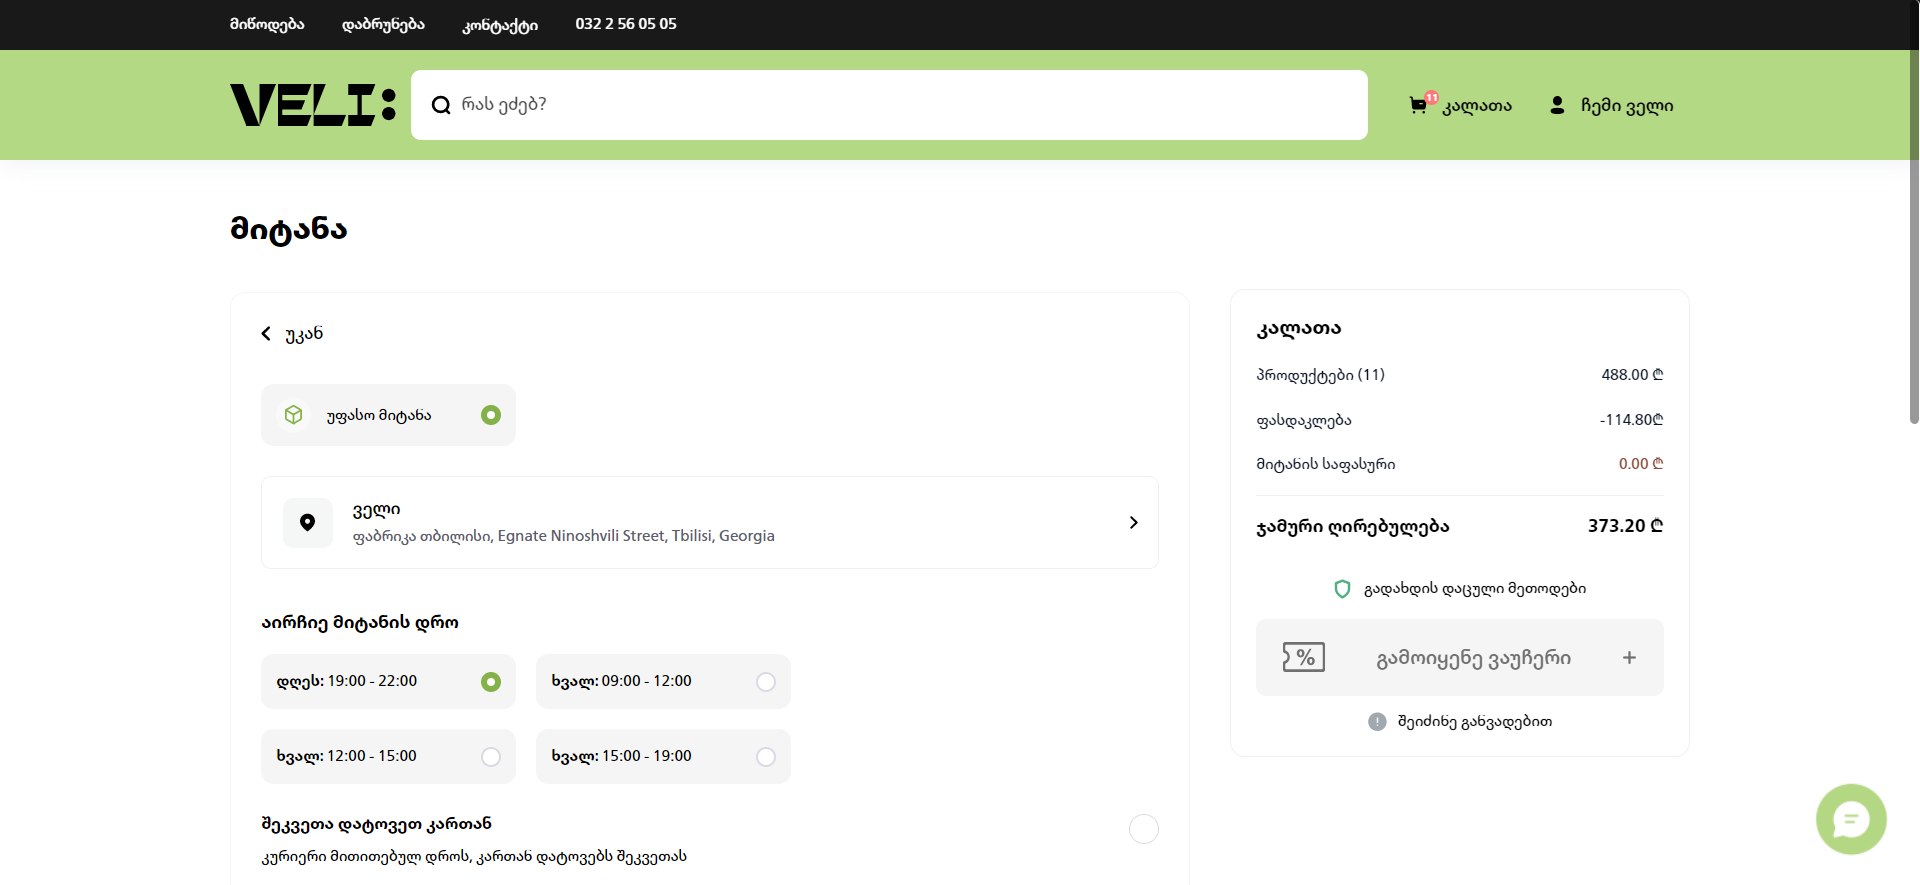 მიწოდება დაბრუნება კონტაქტი 032 2 56 05 05
VELI: რას ეძებ? 11 კალათა ჩემი ველი
მიტანა
უკან
უფასო მიტანა
ველი
ფაბრიკა თბილისი, Egnate Ninoshvili Street, Tbilisi, Georgia
აირჩიე მიტანის დრო
დღეს: 19:00 - 22:00 ხვალ: 09:00 - 12:00
ხვალ: 12:00 - 15:00 ხვალ: 15:00 - 19:00
შეკვეთა დატოვეთ კართან
კურიერი მითითებულ დროს, კართან დატოვებს შეკვეთას
კალათა
პროდუქტები (11) 488.00 ₾
ფასდაკლება -114.80₾
მიტანის საფასური 0.00 ₾
ჯამური ღირებულება 373.20 ₾
გადახდის დაცული მეთოდები
% გამოიყენე ვაუჩერი +
შეიძინე განვადებით